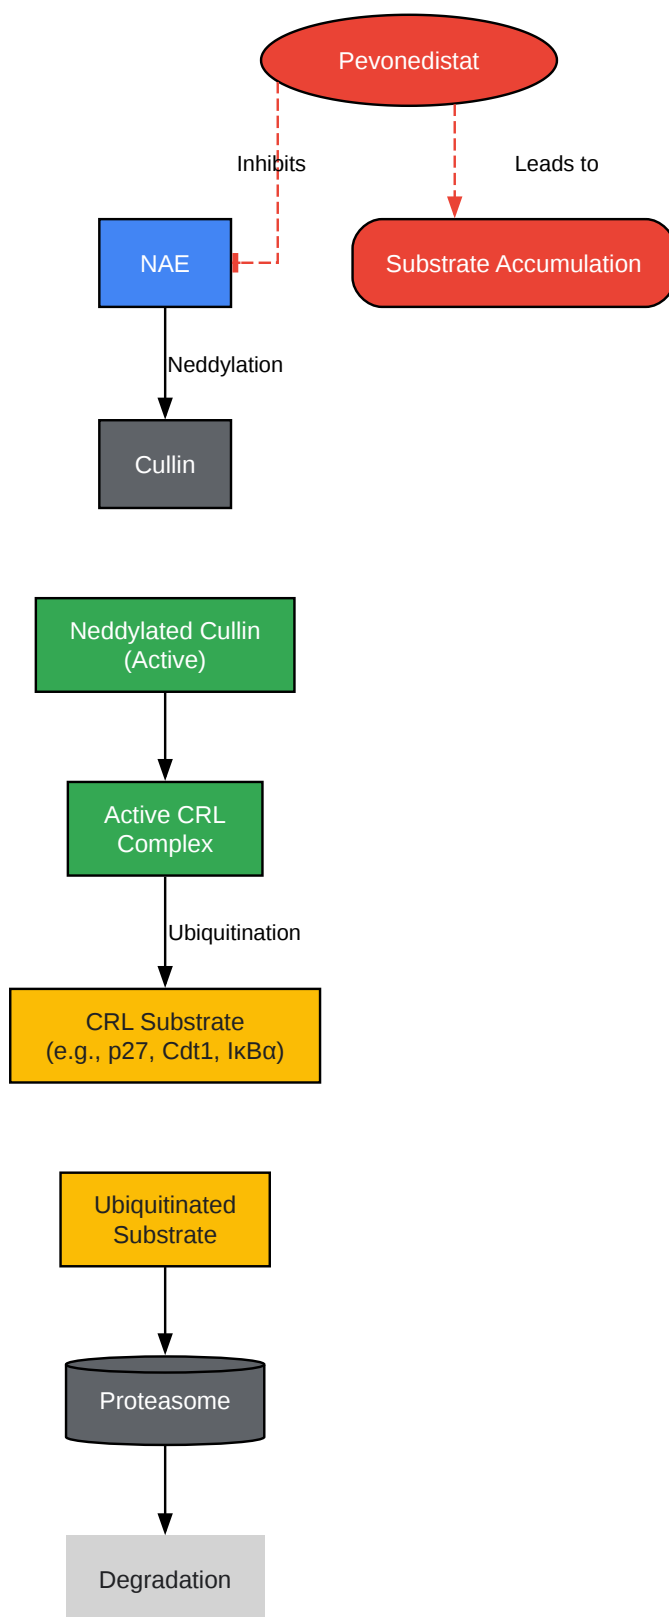 Pevonedistat
Inhibits
Leads to
NAE
Substrate Accumulation
Neddylation
Cullin
Neddylated Cullin
(Active)
Active CRL
Complex
Ubiquitination
CRL Substrate
(e.g., p27, Cdt1, IκBα)
Ubiquitinated
Substrate
Proteasome
Degradation